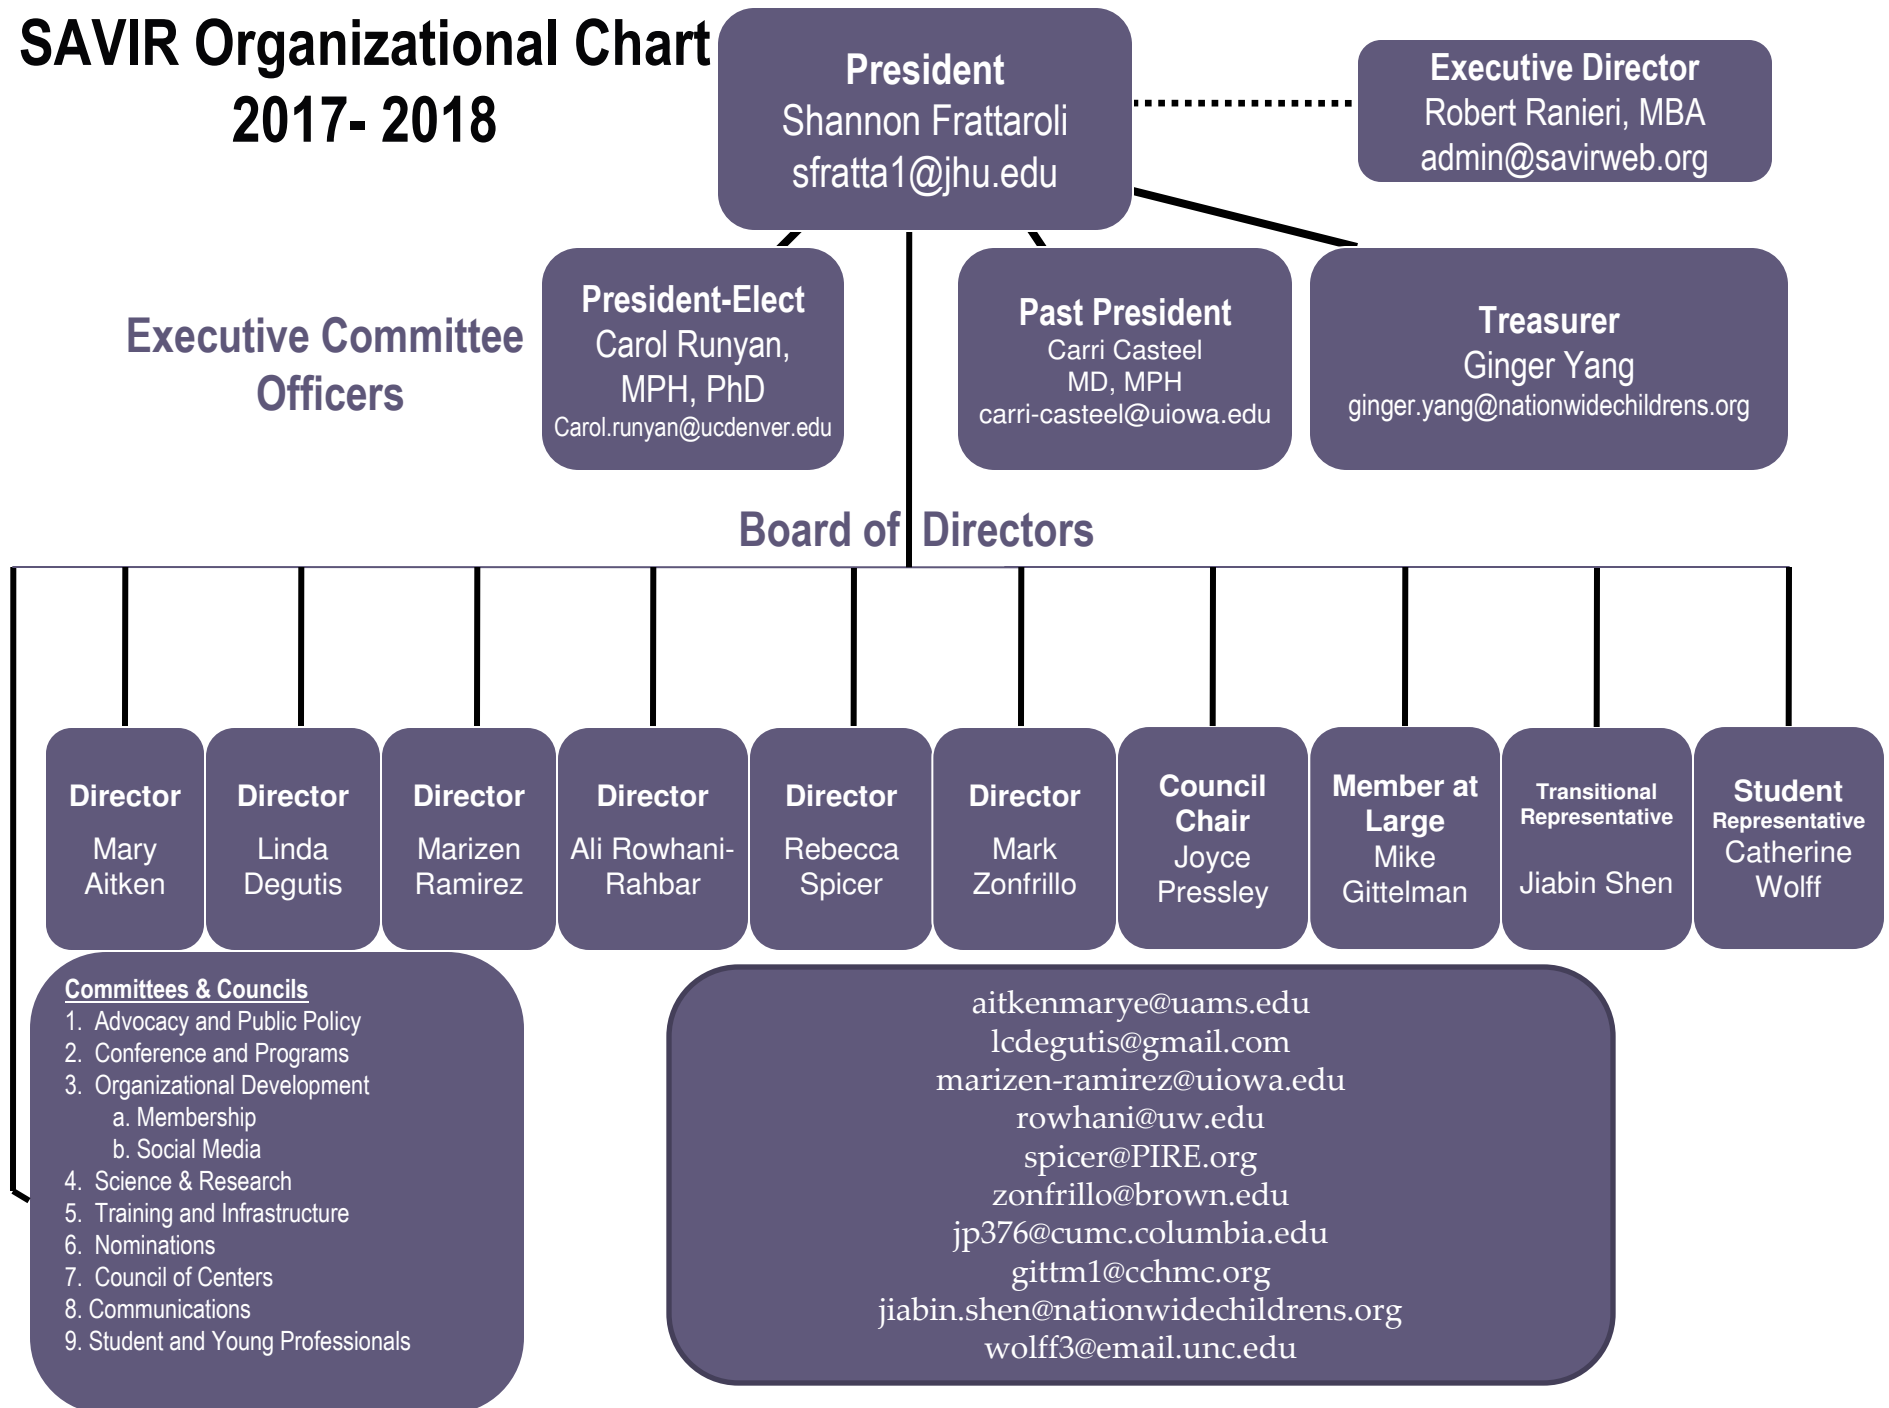 SAVIR Organizational Chart
2017- 2018
President
Shannon Frattaroli
sfratta1@jhu.edu
Executive Director
Robert Ranieri, MBA
admin@savirweb.org
Executive Committee
Officers
President-Elect
Carol Runyan,
MPH, PhD
Carol.runyan@ucdenver.edu
Past President
Carri Casteel
MD, MPH
carri-casteel@uiowa.edu
Treasurer
Ginger Yang
ginger.yang@nationwidechildrens.org
Board of Directors
Director
Mary
Aitken
Director
Linda
Degutis
Director
Marizen
Ramirez
Director
Ali Rowhani-
Rahbar
Director
Rebecca
Spicer
Director
Mark
Zonfrillo
Council
Chair
Joyce
Pressley
Member at
Large
Mike
Gittelman
Transitional
Representative
Jiabin Shen
Student
Representative
Catherine
Wolff
Committees & Councils
1. Advocacy and Public Policy
2. Conference and Programs
3. Organizational Development
a. Membership
b. Social Media
4. Science & Research
5. Training and Infrastructure
6. Nominations
7. Council of Centers
8. Communications
9. Student and Young Professionals
aitkenmarye@uams.edu
lcdegutis@gmail.com
marizen-ramirez@uiowa.edu
rowhani@uw.edu
spicer@PIRE.org
zonfrillo@brown.edu
jp376@cumc.columbia.edu
gittm1@cchmc.org
jiabin.shen@nationwidechildrens.org
wolff3@email.unc.edu